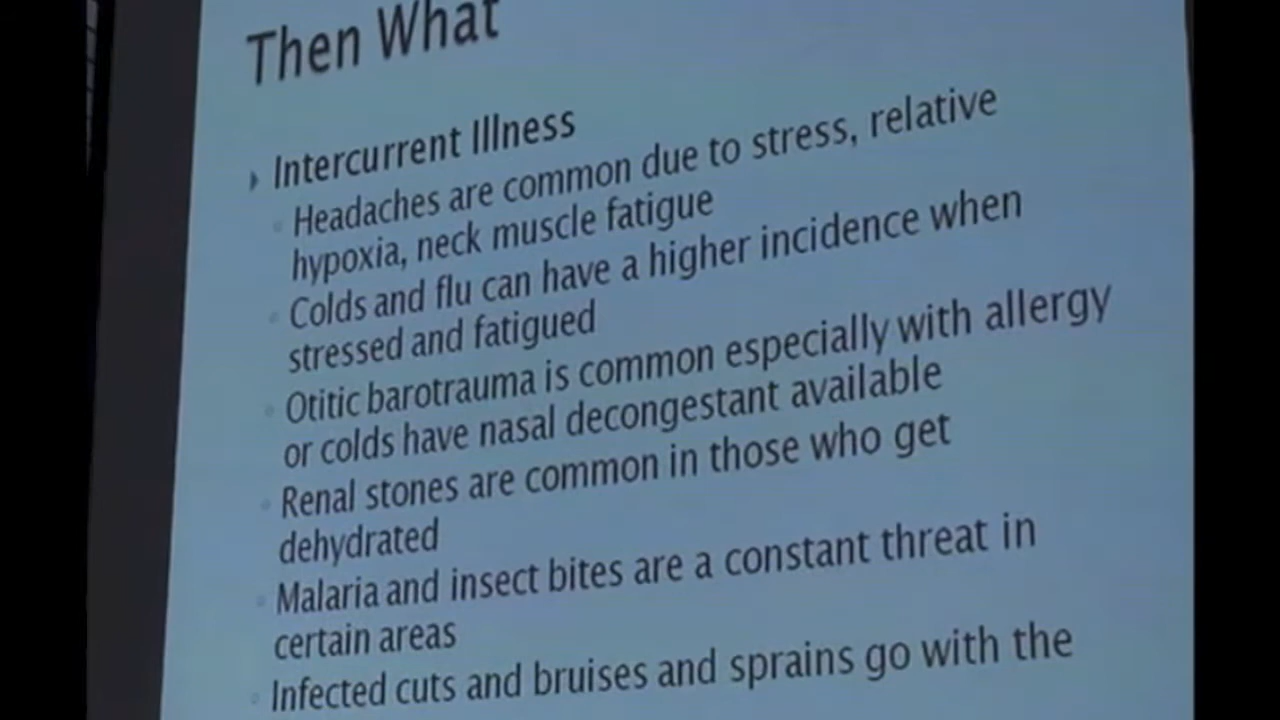 Then What
Intercurrent Illness
Headaches are common due to stress, relative
hypoxia, neck muscle fatigue
Colds and flu can have a higher incidence when
stressed and fatigued
Otitic barotrauma is common especially with allergy
or colds have nasal decongestant available
Renal stones are common in those who get
dehydrated
Malaria and insect bites are a constant threat in
certain areas
Infected cuts and bruises and sprains go with the